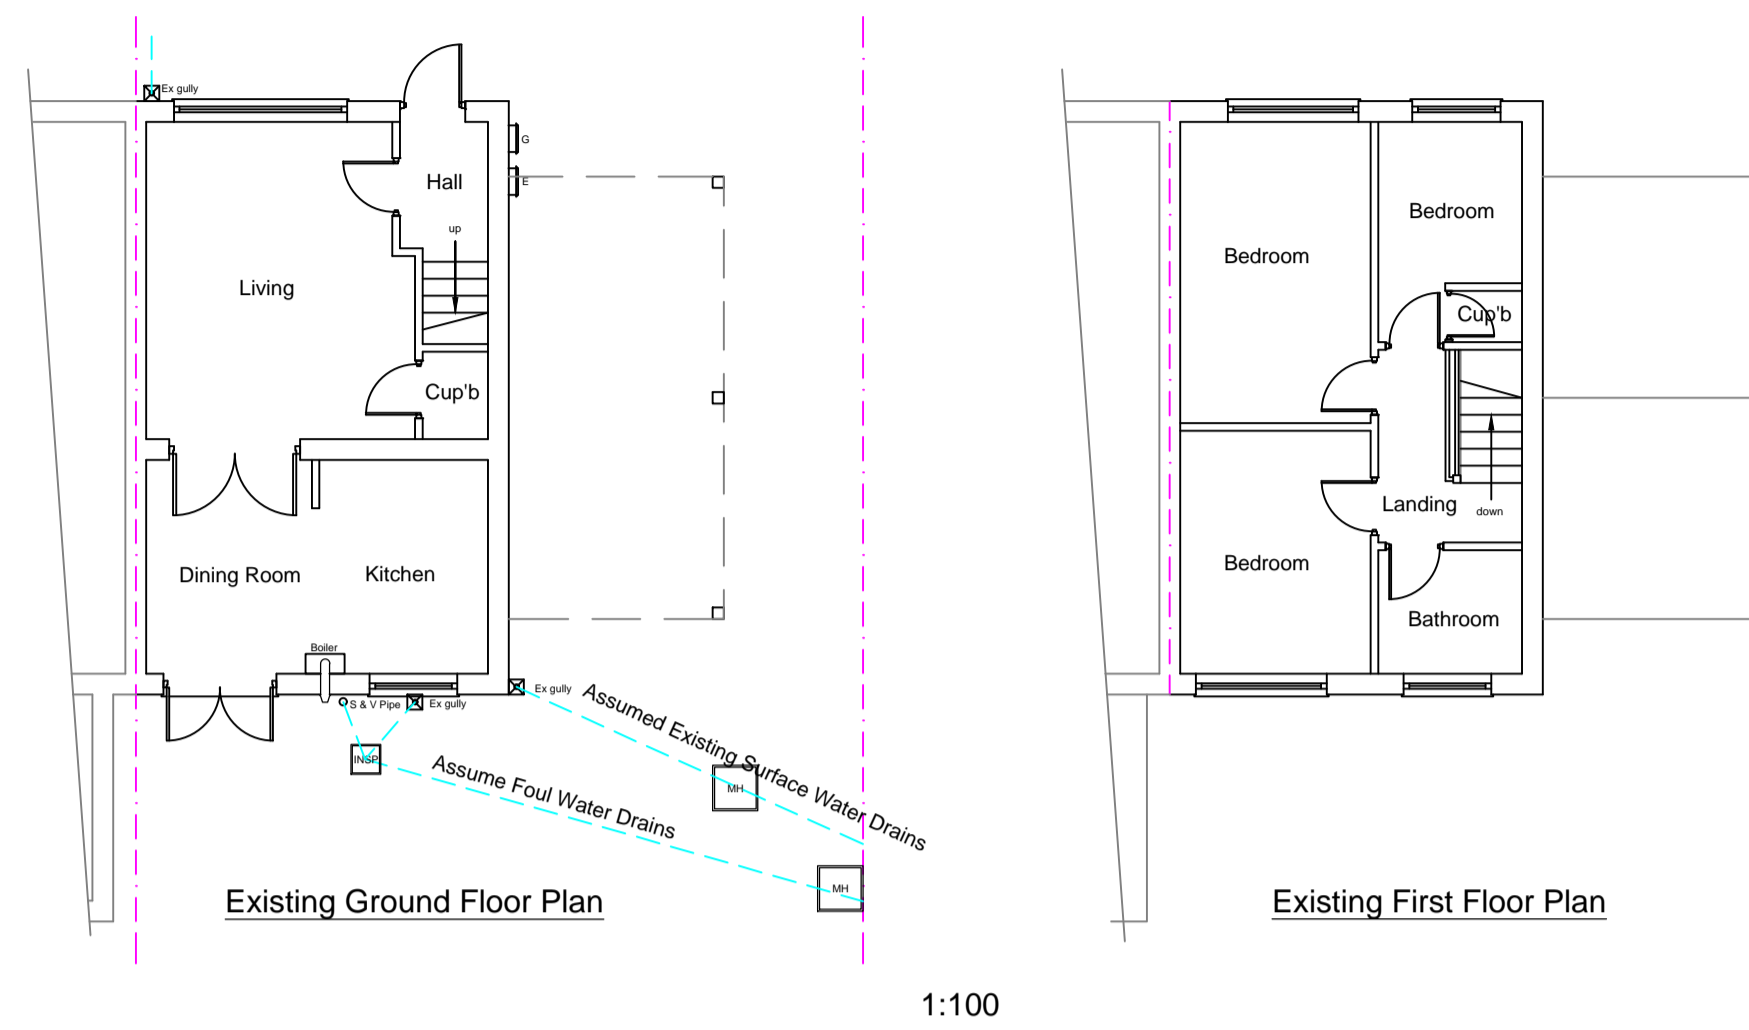 Ex gully
G
E
Hall
up
Living
Cup'b
Dining Room
Kitchen
Boiler
S & V Pipe
Ex gully
Ex gully
INSP
Assumed Existing Surface Water Drains
MH
Assume Foul Water Drains
MH
Existing Ground Floor Plan
Bedroom
Bedroom
Cup'b
Landing
down
Bedroom
Bathroom
Existing First Floor Plan
1:100